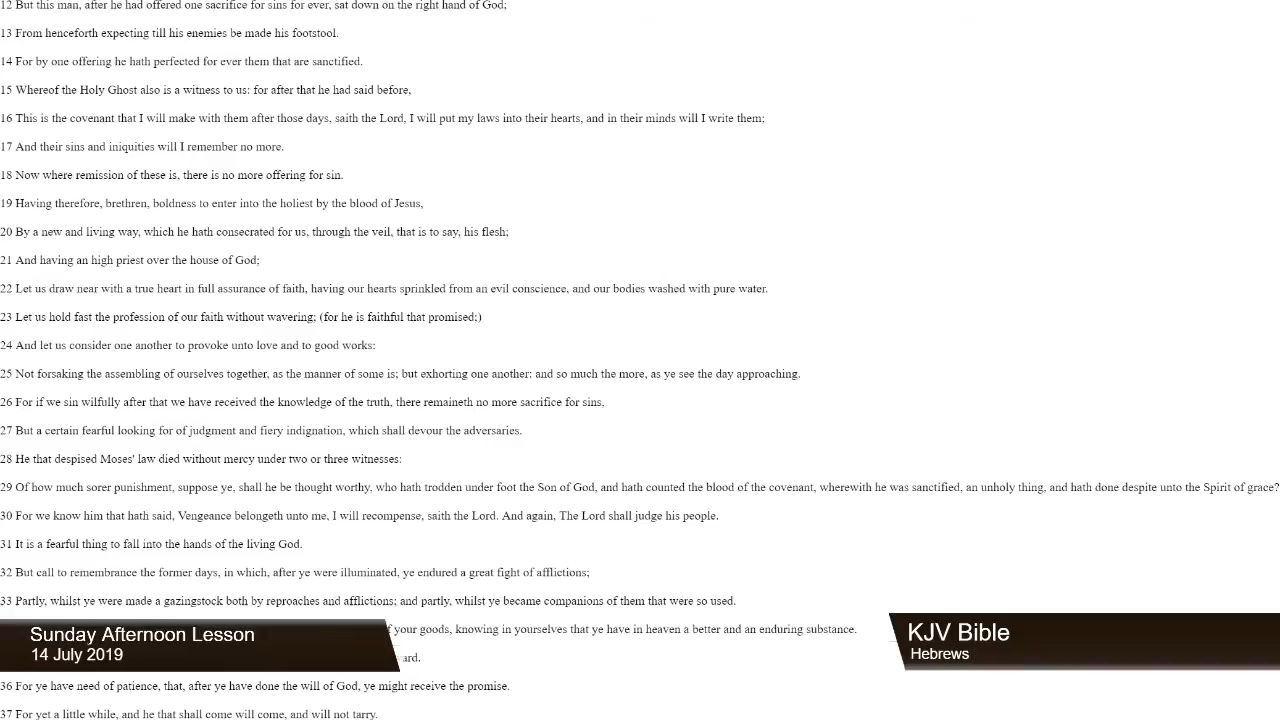 12 But this man, after he had offered one sacrifice for sins for ever, sat down on the right hand of God;
13 From henceforth expecting till his enemies be made his footstool.
14 For by one offering he hath perfected for ever them that are sanctified.
15 Whereof the Holy Ghost also is a witness to us: for after that he had said before,
16 This is the covenant that I will make with them after those days, saith the Lord, I will put my laws into their hearts, and in their minds will I write them;
17 And their sins and iniquities will I remember no more.
18 Now where remission of these is, there is no more offering for sin.
19 Having therefore, brethren, boldness to enter into the holiest by the blood of Jesus,
20 By a new and living way, which he hath consecrated for us, through the veil, that is to say, his flesh;
21 And having an high priest over the house of God;
22 Let us draw near with a true heart in full assurance of faith, having our hearts sprinkled from an evil conscience, and our bodies washed with pure water.
23 Let us hold fast the profession of our faith without wavering; (for he is faithful that promised;)
24 And let us consider one another to provoke unto love and to good works:
25 Not forsaking the assembling of ourselves together, as the manner of some is; but exhorting one another: and so much the more, as ye see the day approaching.
26 For if we sin wilfully after that we have received the knowledge of the truth, there remaineth no more sacrifice for sins,
27 But a certain fearful looking for of judgment and fiery indignation, which shall devour the adversaries.
28 He that despised Moses' law died without mercy under two or three witnesses:
29 Of how much sorer punishment, suppose ye, shall he be thought worthy, who hath trodden under foot the Son of God, and hath counted the blood of the covenant, wherewith he was sanctified, an unholy thing, and hath done despite unto the Spirit of grace?
30 For we know him that hath said, Vengeance belongeth unto me, I will recompense, saith the Lord. And again, The Lord shall judge his people.
31 It is a fearful thing to fall into the hands of the living God.
32 But call to remembrance the former days, in which, after ye were illuminated, ye endured a great fight of afflictions;
33 Partly, whilst ye were made a gazingstock both by reproaches and afflictions; and partly, whilst ye became companions of them that were so used.
your goods, knowing in yourselves that ye have in heaven a better and an enduring substance.
ard.
36 For ye have need of patience, that, after ye have done the will of God, ye might receive the promise.
37 For yet a little while, and he that shall come will come, and will not tarry.
Sunday Afternoon Lesson
14 July 2019
KJV Bible
Hebrews